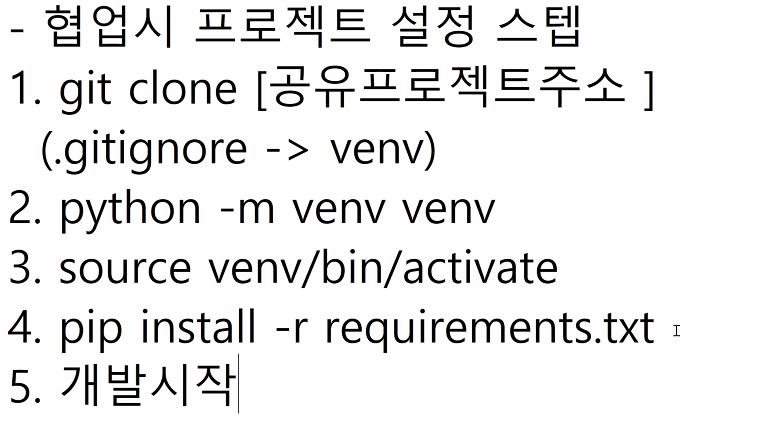 - 협업시 프로젝트 설정 스텝
1. git clone [공유프로젝트주소 ]
(.gitignore -> venv)
2. python -m venv venv
3. source venv/bin/activate
4. pip install -r requirements.txt
5. 개발시작